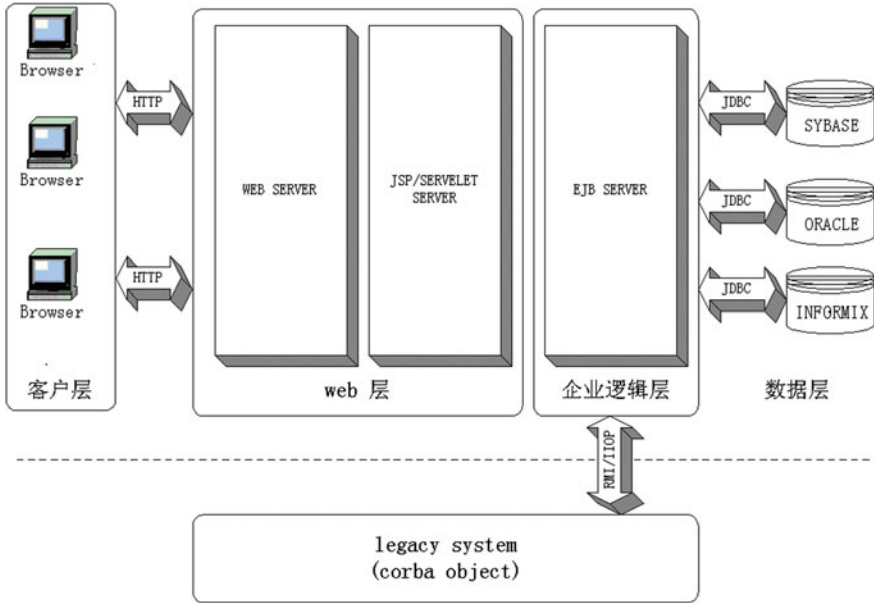 Browser
Browser
Browser
客户层
HTTP
HTTP
WEB SERVER
JSP/SERVELET
SERVER
web 层
EJB SERVER
企业逻辑层
JDBC
JDBC
JDBC
SYBASE
ORACLE
INFORMIX
数据层
RMI/IIOP
legacy system
(corba object)